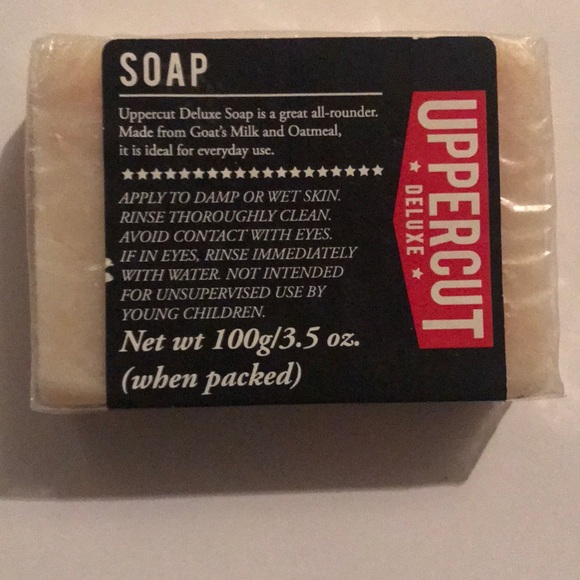 SOAP
Uppercut Deluxe Soap is a great all-rounder.
Made from Goat's Milk and Oatmeal,
it is ideal for everyday use.
APPLY TO DAMP OR WET SKIN.
RINSE THOROUGHLY CLEAN.
AVOID CONTACT WITH EYES.
IF IN EYES, RINSE IMMEDIATELY
WITH WATER. NOT INTENDED
FOR UNSUPERVISED USE BY
YOUNG CHILDREN.
Net wt 100g/3.5 oz.
(when packed)
UPPERCUT
DELUXE